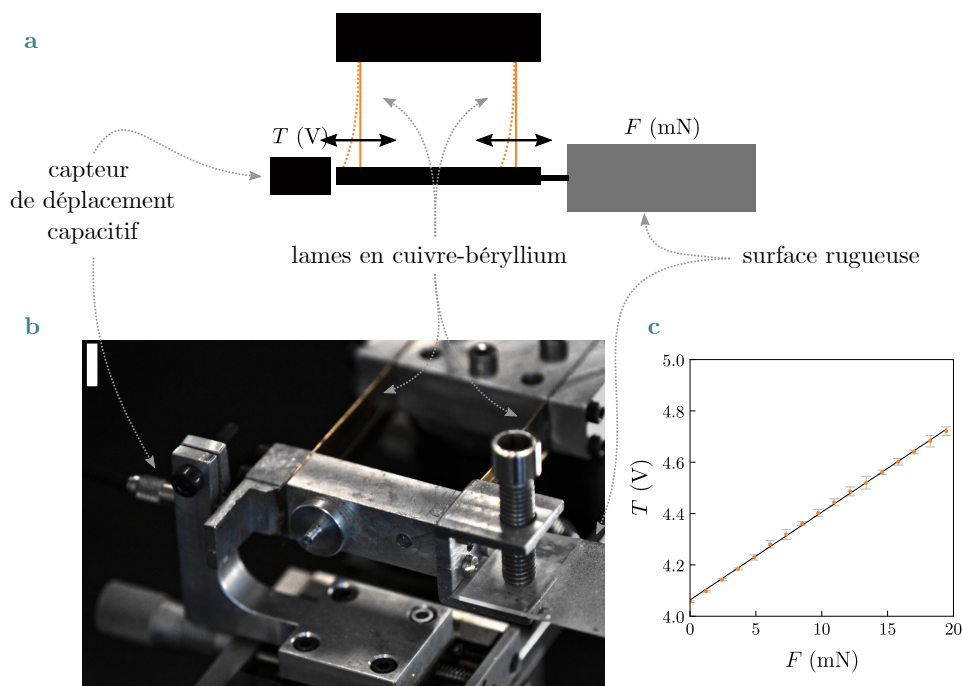 a
T (V)
F (mN)
capteur
de déplacement
capacitif
lames en cuivre-béryllium
surface rugueuse
b
c
5.0
4.8
4.6
4.4
4.2
4.0
T (V)
0
5
10
15
20
F (mN)